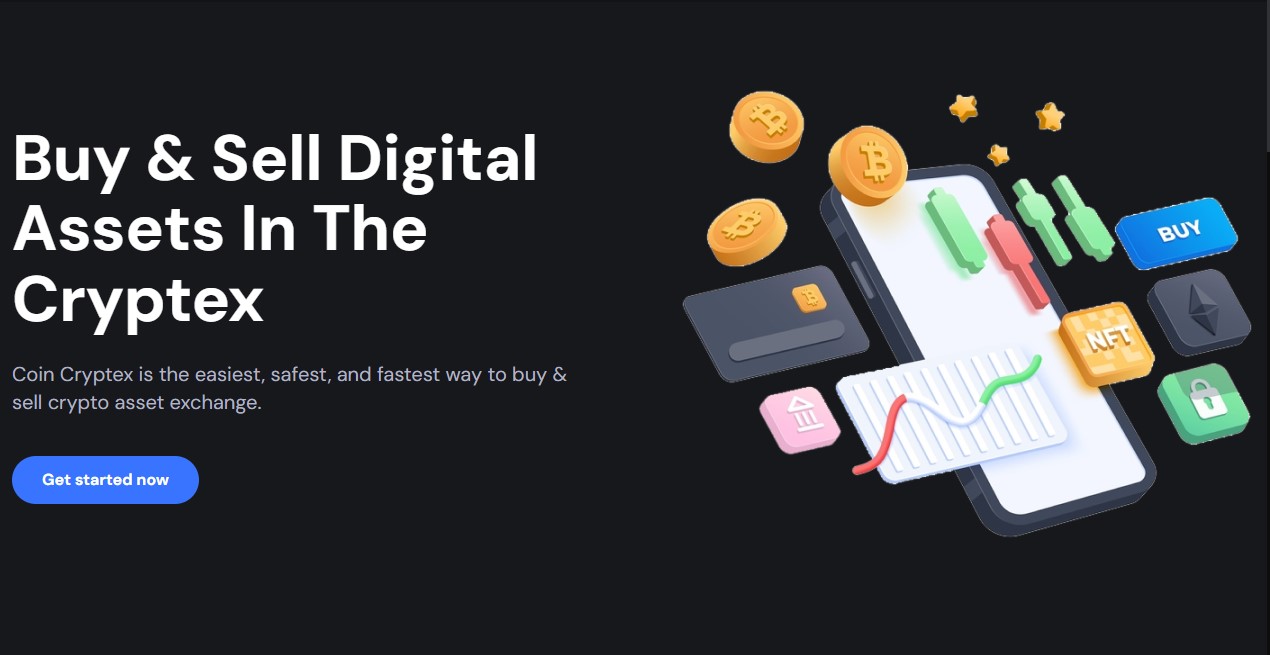 Buy & Sell Digital
Assets In The
Cryptex
Coin Cryptex is the easiest, safest, and fastest way to buy &
sell crypto asset exchange.
Get started now
BUY
NFT